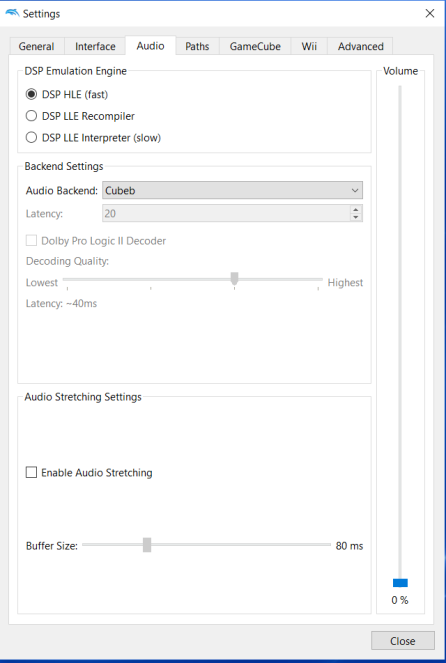 Settings
General Interface Audio Paths GameCube Wii Advanced
DSP Emulation Engine
DSP HLE (fast)
DSP LLE Recompiler
DSP LLE Interpreter (slow)
Backend Settings
Audio Backend: Cubeb
Latency: 20
Dolby Pro Logic II Decoder
Decoding Quality:
Lowest Highest
Latency: ~40ms
Audio Stretching Settings
Enable Audio Stretching
Buffer Size: 80 ms
Volume
0 %
Close